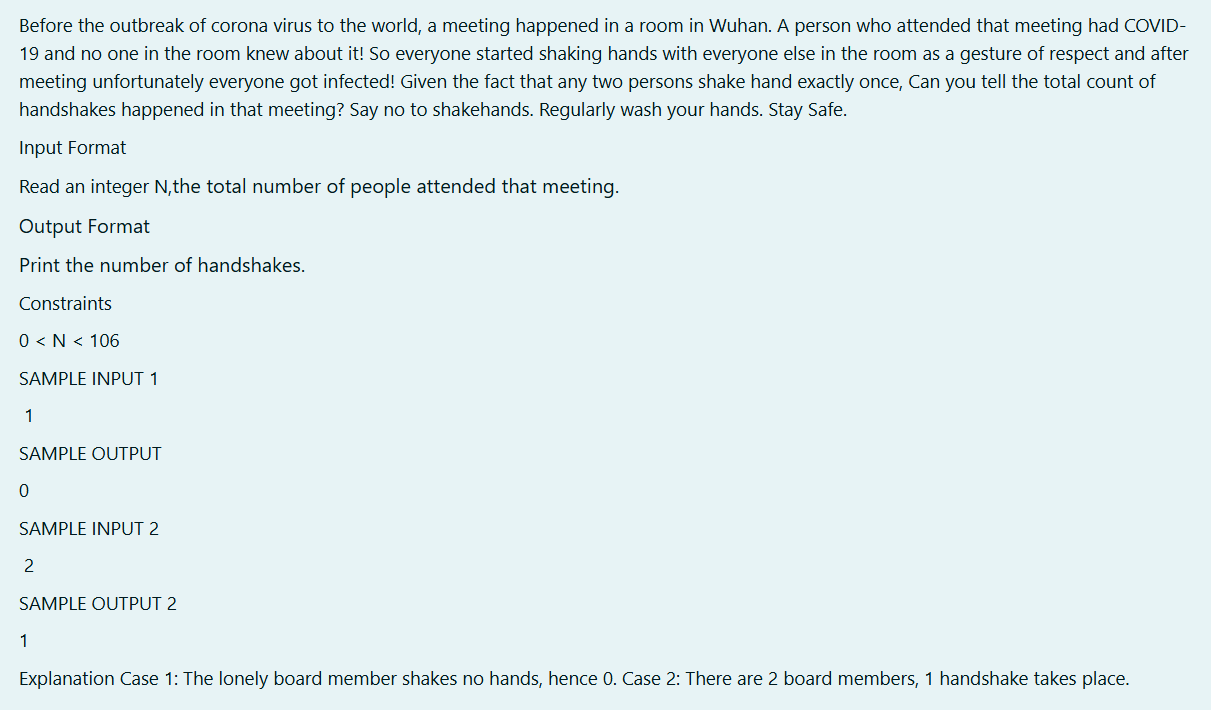 Before the outbreak of corona virus to the world, a meeting happened in a room in Wuhan. A person who attended that meeting had COVID-
19 and no one in the room knew about it! So everyone started shaking hands with everyone else in the room as a gesture of respect and after
meeting unfortunately everyone got infected! Given the fact that any two persons shake hand exactly once, Can you tell the total count of
handshakes happened in that meeting? Say no to shakehands. Regularly wash your hands. Stay Safe.
Input Format
Read an integer N,the total number of people attended that meeting.
Output Format
Print the number of handshakes.
Constraints
0 < N < 106
SAMPLE INPUT 1
1
SAMPLE OUTPUT
0
SAMPLE INPUT 2
2
SAMPLE OUTPUT 2
1
Explanation Case 1: The lonely board member shakes no hands, hence 0. Case 2: There are 2 board members, 1 handshake takes place.